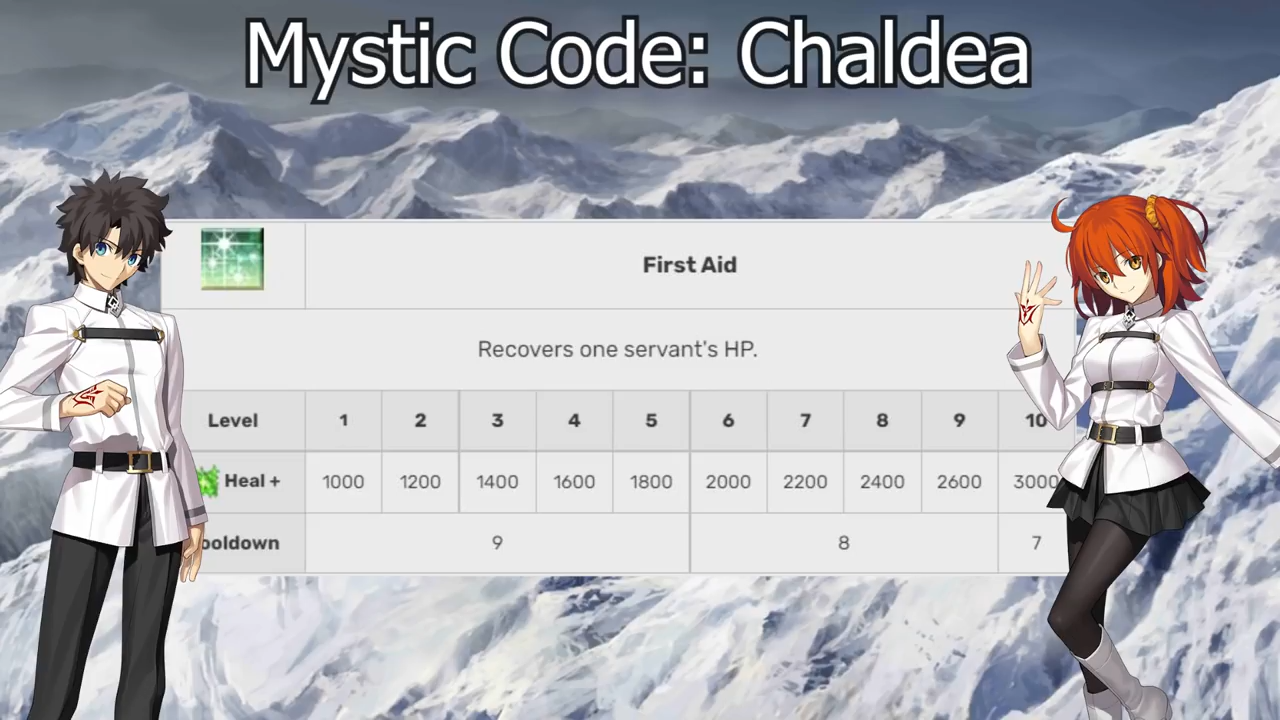 Mystic Code: Chaldea
First Aid
Recovers one servant's HP.
Level 1 2 3 4 5 6 7 8 9 10
Heal + 1000 1200 1400 1600 1800 2000 2200 2400 2600 3000
ooldown 9 8 7